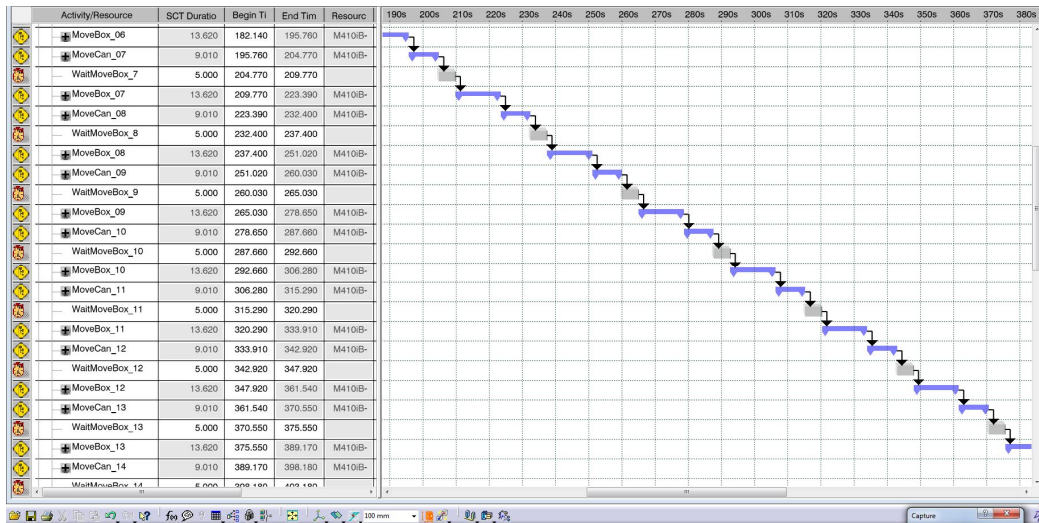 Activity/Resource SCT Duratio Begin Ti End Tim Resourc 190s 200s 210s 220s 230s 240s 250s 260s 270s 280s 290s 300s 310s 320s 330s 340s 350s 360s 370s 380s
MoveBox_06 13.620 182.140 195.760 M410iB-
MoveCan_07 9.010 195.760 204.770 M410iB-
WaitMoveBox_7 5.000 204.770 209.770
MoveBox_07 13.620 209.770 223.390 M410iB-
MoveCan_08 9.010 223.390 232.400 M410iB-
WaitMoveBox_8 5.000 232.400 237.400
MoveBox_08 13.620 237.400 251.020 M410iB-
MoveCan_09 9.010 251.020 260.030 M410iB-
WaitMoveBox_9 5.000 260.030 265.030
MoveBox_09 13.620 265.030 278.650 M410iB-
MoveCan_10 9.010 278.650 287.660 M410iB-
WaitMoveBox_10 5.000 287.660 292.660
MoveBox_10 13.620 292.660 306.280 M410iB-
MoveCan_11 9.010 306.280 315.290 M410iB-
WaitMoveBox_11 5.000 315.290 320.290
MoveBox_11 13.620 320.290 333.910 M410iB-
MoveCan_12 9.010 333.910 342.920 M410iB-
WaitMoveBox_12 5.000 342.920 347.920
MoveBox_12 13.620 347.920 361.540 M410iB-
MoveCan_13 9.010 361.540 370.550 M410iB-
WaitMoveBox_13 5.000 370.550 375.550
MoveBox_13 13.620 375.550 389.170 M410iB-
MoveCan_14 9.010 389.170 398.180 M410iB-
WaitMoveBox_14 5.000 398.180 403.180
100 mm Capture